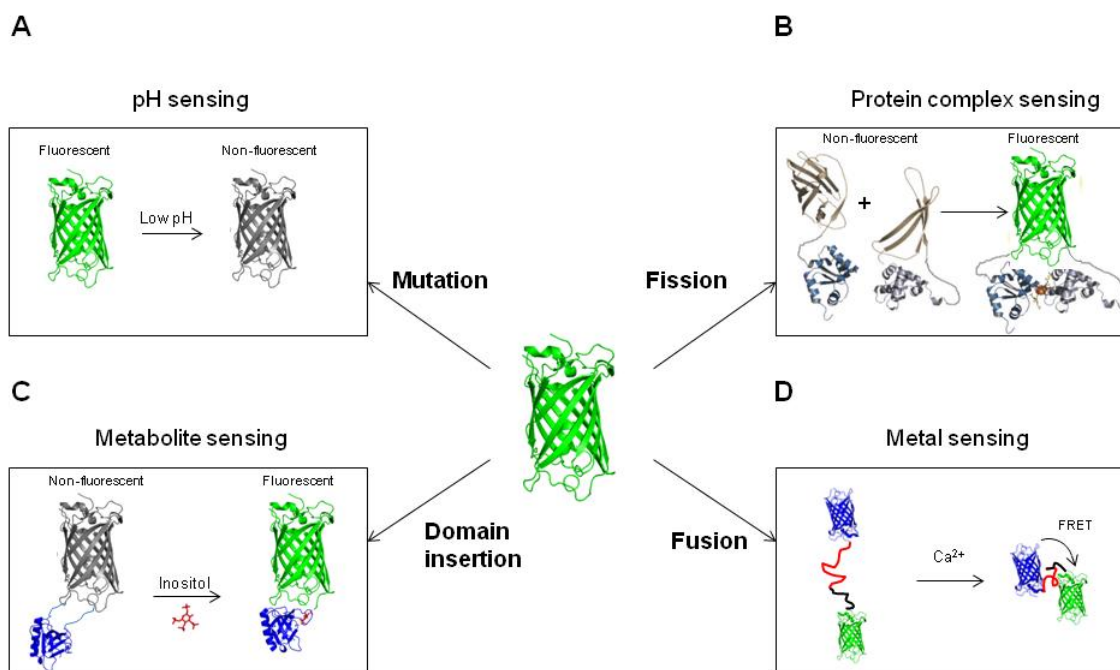 A
pH sensing
Fluorescent
Non-fluorescent
Low pH
B
Protein complex sensing
Non-fluorescent
Fluorescent
+
Mutation
Fission
C
Metabolite sensing
Non-fluorescent
Fluorescent
Inositol
Domain
insertion
D
Metal sensing
Fusion
Ca²⁺
FRET